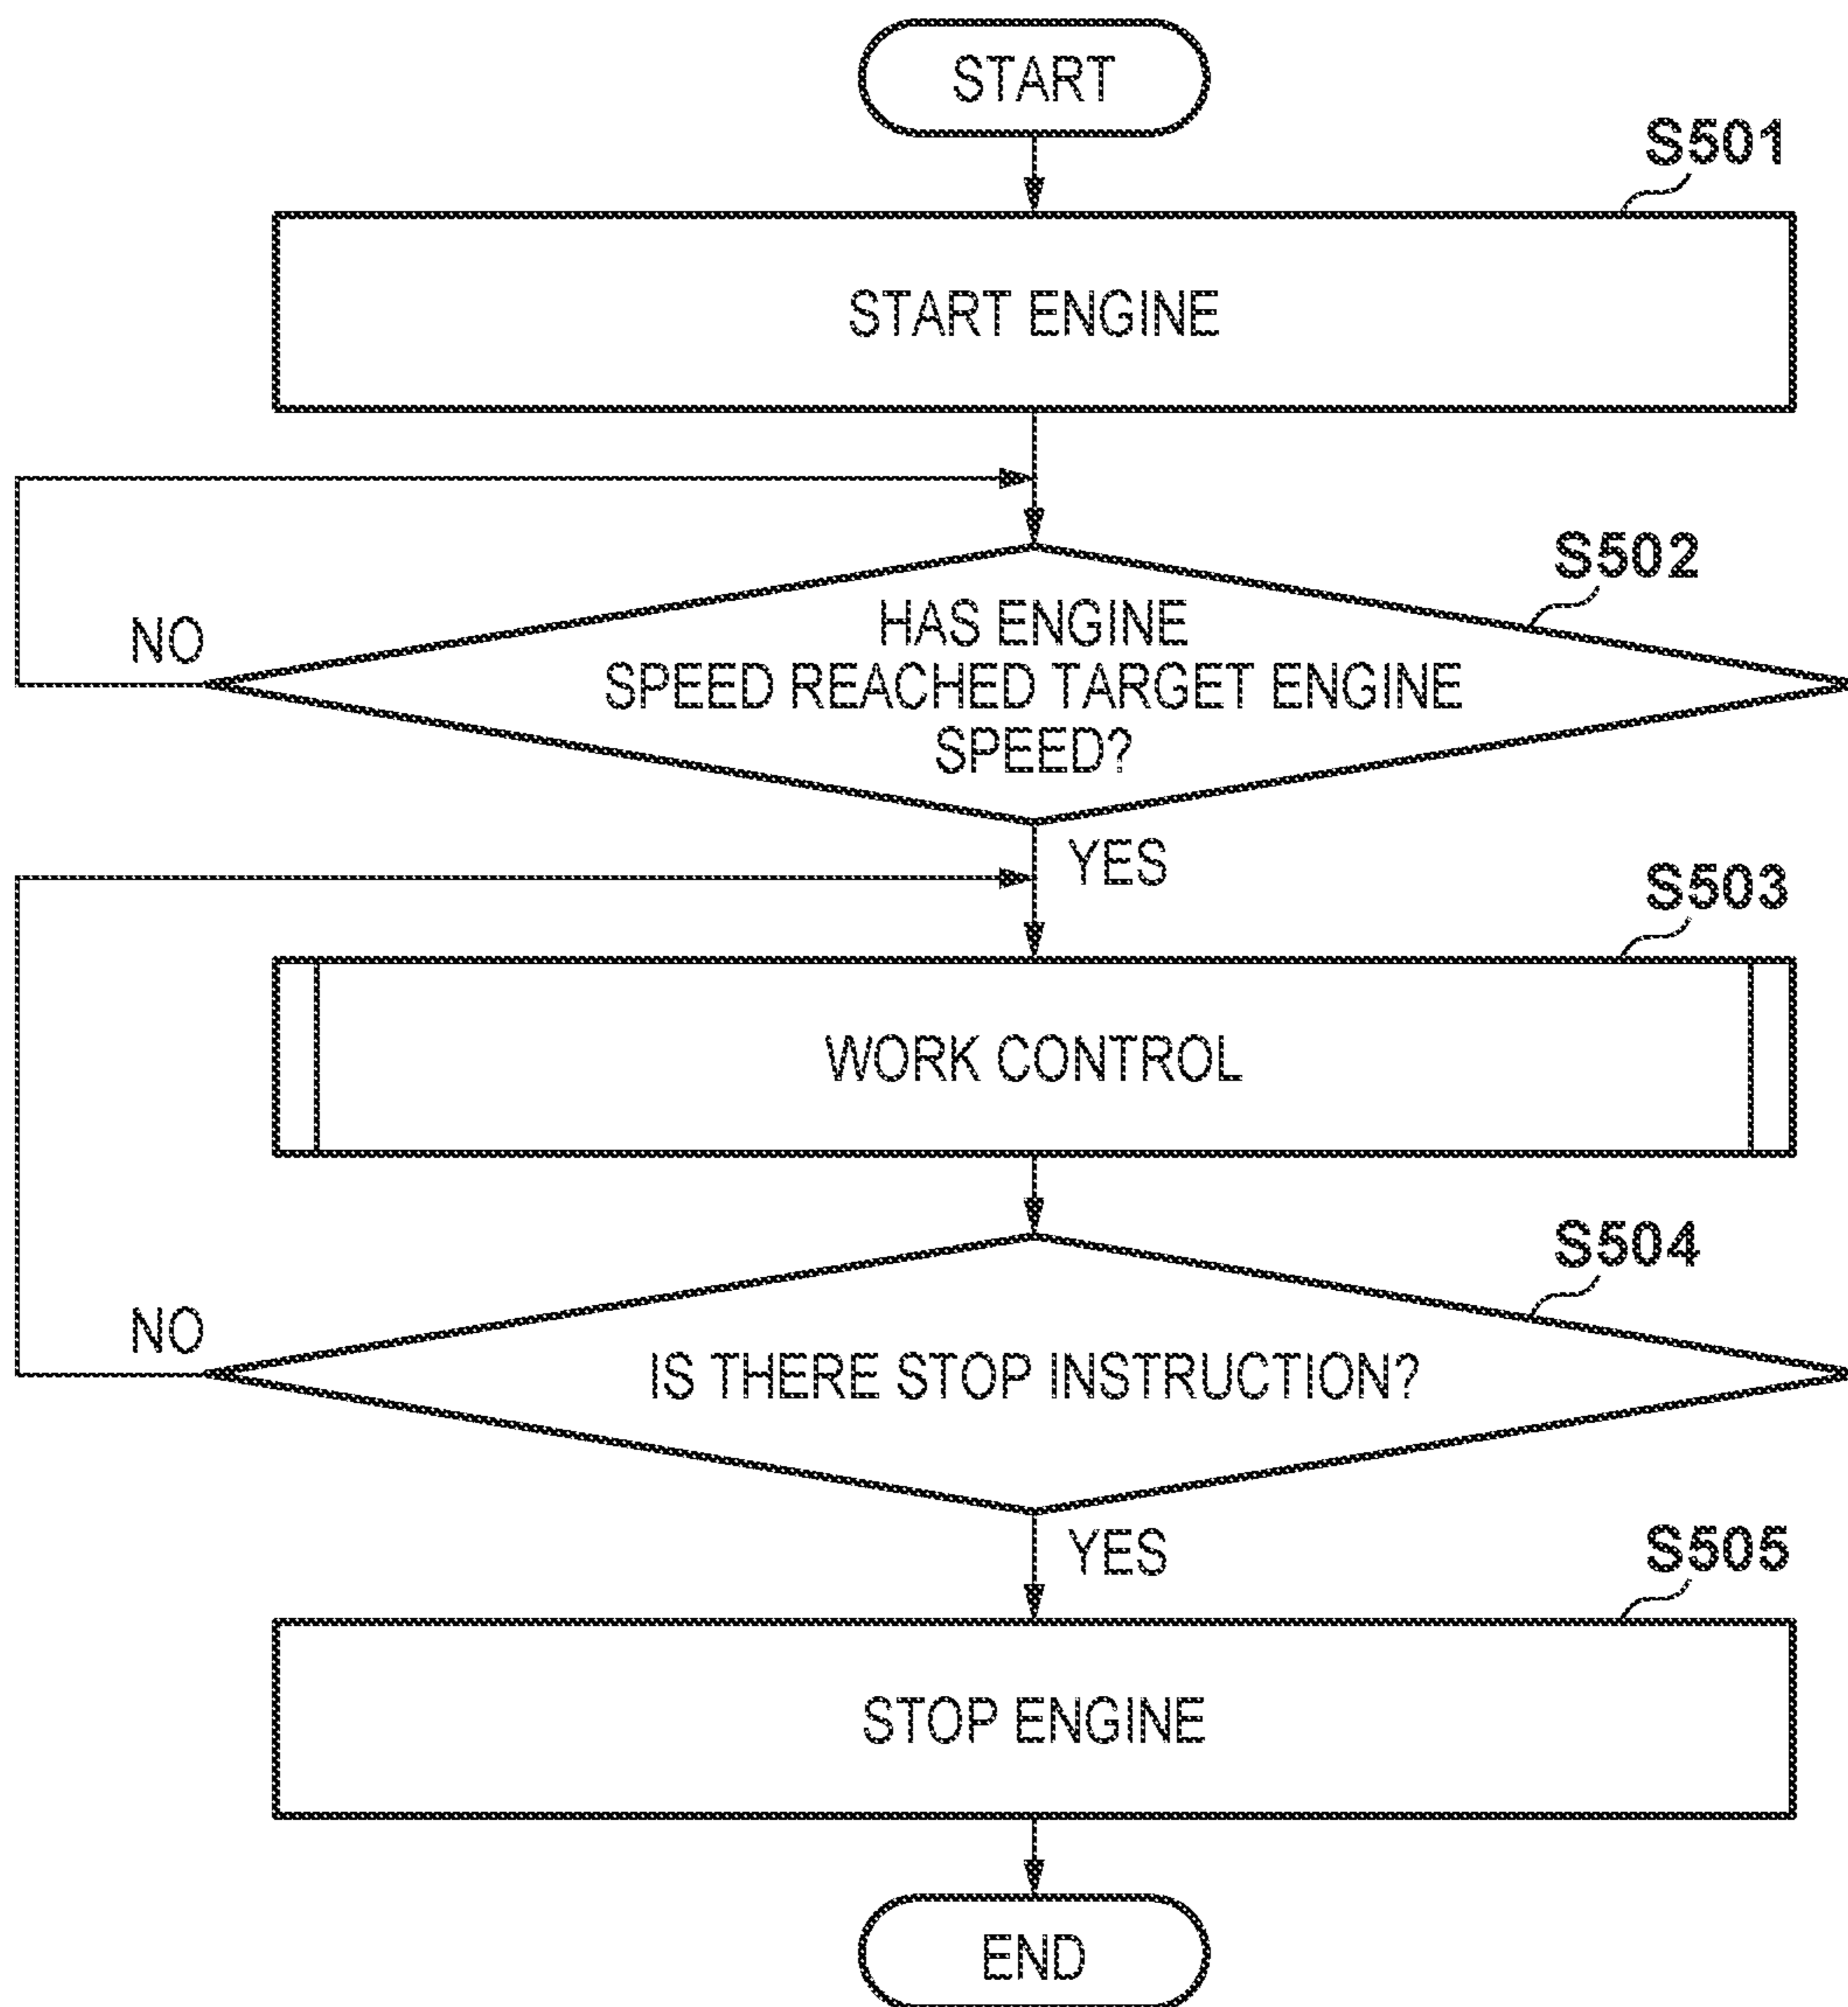 START
S501
START ENGINE
S502
HAS ENGINE
NO
SPEED REACHED TARGET ENGINE
SPEED?
YES
S503
WORK CONTROL
S504
NO
IS THERE STOP INSTRUCTION?
YES
S505
STOP ENGINE
END